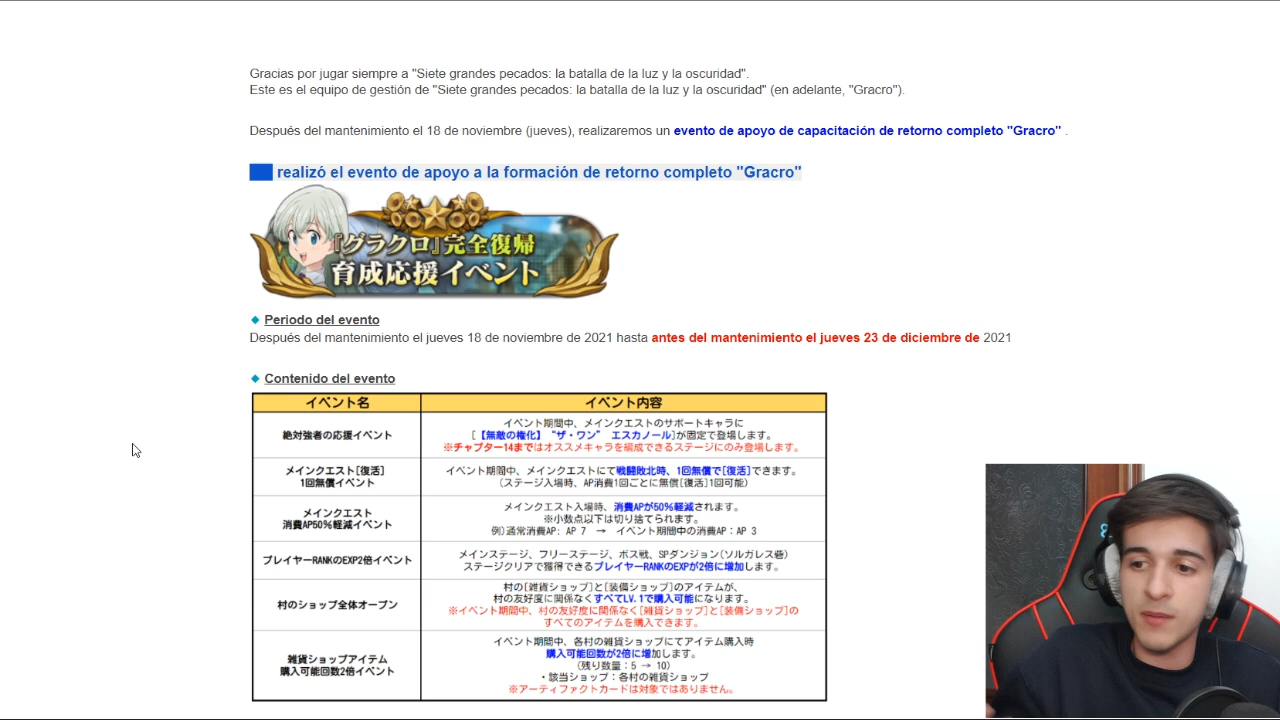 Gracias por jugar siempre a "Siete grandes pecados: la batalla de la luz y la oscuridad".
Este es el equipo de gestión de "Siete grandes pecados: la batalla de la luz y la oscuridad" (en adelante, "Gracro").
Después del mantenimiento el 18 de noviembre (jueves), realizaremos un evento de apoyo de capacitación de retorno completo "Gracro" .
realizó el evento de apoyo a la formación de retorno completo "Gracro"
『グラクロ』完全復帰
育成応援イベント
Periodo del evento
Después del mantenimiento el jueves 18 de noviembre de 2021 hasta antes del mantenimiento el jueves 23 de diciembre de 2021
Contenido del evento
イベント名 イベント内容
絶対強者の応援イベント
イベント期間中、メインクエストのサポートキャラに
[【無敵の権化】 “ザ・ワン” エスカノール]が固定で登場します。
※チャプター14まではオススメキャラを編成できるステージにのみ登場します。
メインクエスト[復活]
1回無償イベント
イベント期間中、メインクエストにて戦闘敗北時、1回無償で[復活]できます。
(ステージ入場時、AP消費1回ごとに無償[復活]1回可能)
メインクエスト
消費AP50%軽減イベント
メインクエスト入場時、消費APが50%軽減されます。
※小数点以下は切り捨てられます。
例)通常消費AP: AP 7 → イベント期間中の消費AP：AP 3
プレイヤーRANKのEXP2倍イベント
メインステージ、フリーステージ、ボス戦、SPダンジョン(ソルガレス砦)
ステージクリアで獲得できるプレイヤーRANKのEXPが2倍に増加します。
村のショップ全体オープン
村の[雑貨ショップ]と[装備ショップ]のアイテムが、
村の友好度に関係なくすべてLV.1で購入可能になります。
※イベント期間中、村の友好度に関係なく[雑貨ショップ]と[装備ショップ]の
すべてのアイテムを購入できます。
雑貨ショップアイテム
購入可能回数2倍イベント
イベント期間中、各村の雑貨ショップにてアイテム購入時
購入可能回数が2倍に増加します。
(残り数量：5 → 10)
・該当ショップ：各村の雑貨ショップ
※アーティファクトカードは対象ではありません。